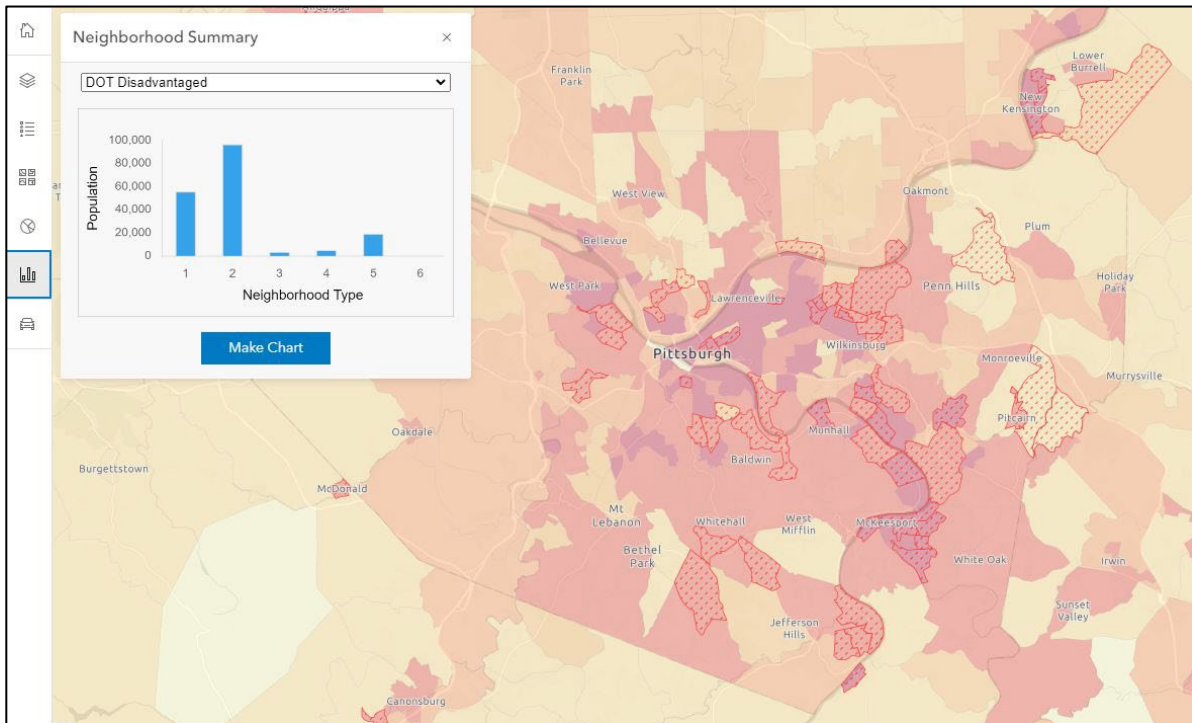 Neighborhood Summary
×
DOT Disadvantaged
100,000
80,000
60,000
40,000
20,000
0
Population
1 2 3 4 5 6
Neighborhood Type
Make Chart
Franklin
Park
Lower
Burrell
New
Kensington
West View
Oakmont
Plum
Bellevue
West Park
Lawrenceville
Penn Hills
Holiday
Park
Pittsburgh
Wilkinsburg
Monroeville
Murrysville
Oakdale
Munhall
Pitcairn
Baldwin
Burgettstown
McDonald
Mt
Lebanon
Whitehall
West
Mifflin
McKeesport
Bethel
Park
White Oak
Irwin
Jefferson
Hills
Sunset
Valley
Canonsburg